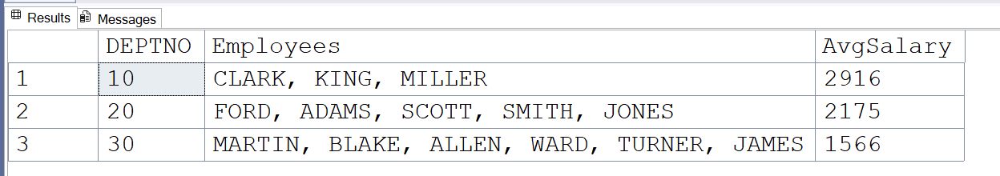 Results Messages
DEPTNO Employees AvgSalary
1 10 CLARK, KING, MILLER 2916
2 20 FORD, ADAMS, SCOTT, SMITH, JONES 2175
3 30 MARTIN, BLAKE, ALLEN, WARD, TURNER, JAMES 1566